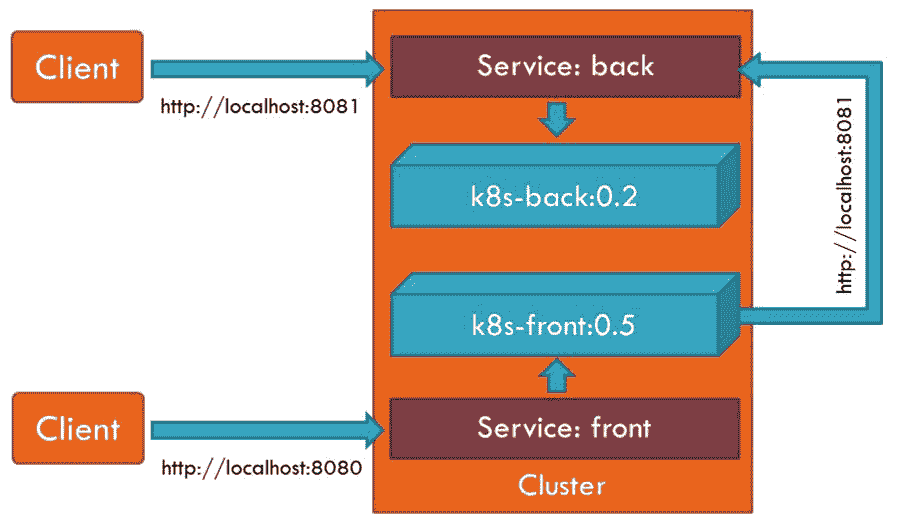 Client
http://localhost:8081
Service: back
k8s-back:0.2
http://localhost:8081
k8s-front:0.5
Client
http://localhost:8080
Service: front
Cluster